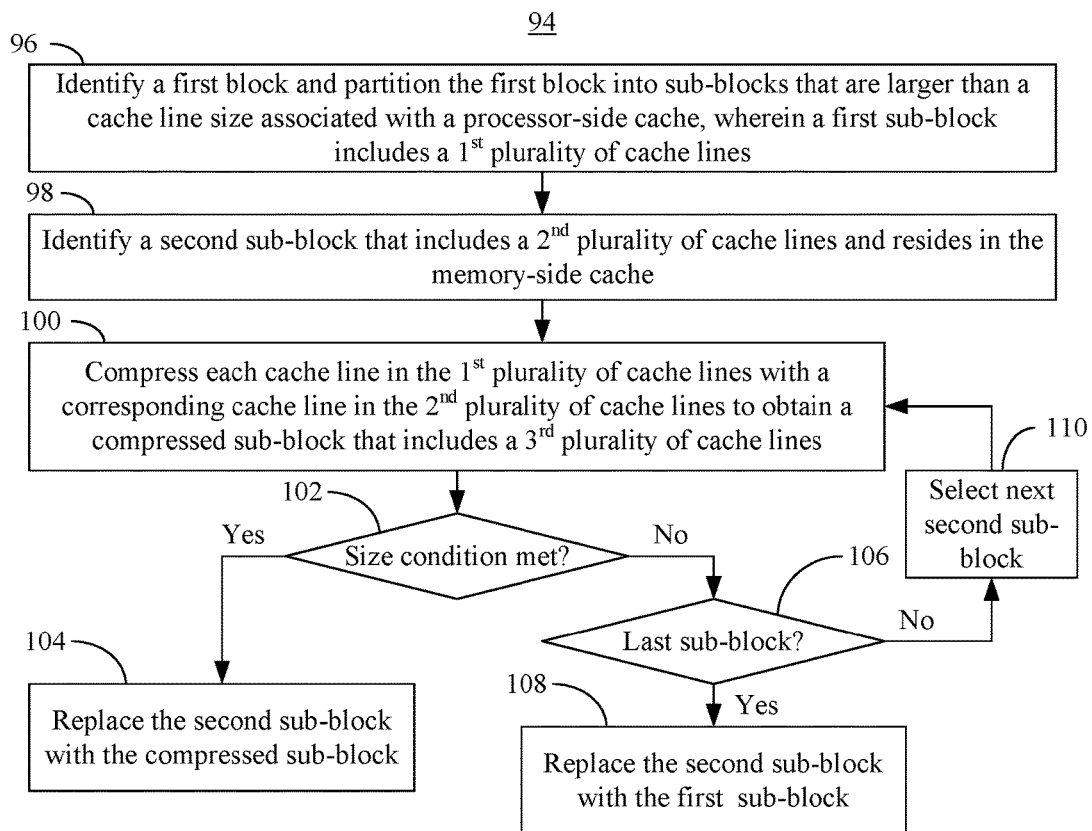 94
96
Identify a first block and partition the first block into sub-blocks that are larger than a
cache line size associated with a processor-side cache, wherein a first sub-block
includes a 1st plurality of cache lines
98
Identify a second sub-block that includes a 2nd plurality of cache lines and resides in the
memory-side cache
100
Compress each cache line in the 1st plurality of cache lines with a
corresponding cache line in the 2nd plurality of cache lines to obtain a
compressed sub-block that includes a 3rd plurality of cache lines
110
Select next
second sub-
block
102
Yes
Size condition met?
No
106
Last sub-block?
No
104
Replace the second sub-block
with the compressed sub-block
108
Yes
Replace the second sub-block
with the first sub-block